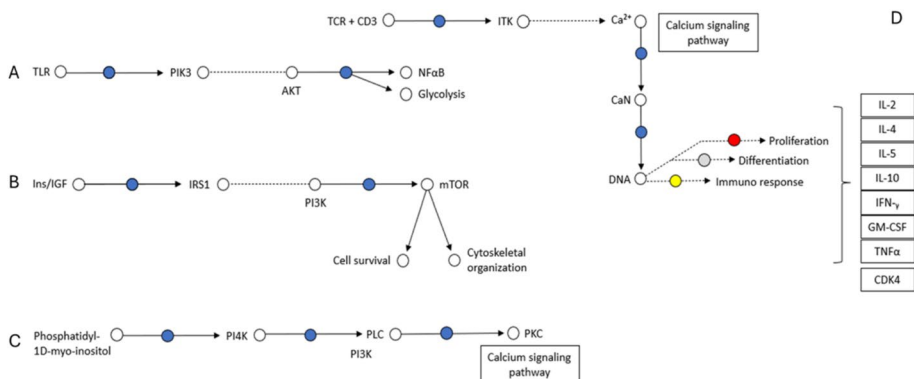 D
TCR + CD3
ITK
Ca2+
Calcium signaling
pathway
A
TLR
PIK3
AKT
NFαB
Glycolysis
CaN
DNA
Proliferation
Differentiation
Immuno response
IL-2
IL-4
IL-5
IL-10
IFN-γ
GM-CSF
TNFα
CDK4
B
Ins/IGF
IRS1
PI3K
mTOR
Cell survival
Cytoskeletal
organization
C
Phosphatidyl-
1D-myo-inositol
PI4K
PLC
PI3K
PKC
Calcium signaling
pathway